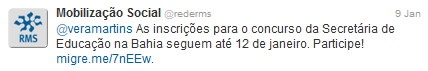 Mobilização Social @rederms 9 Jan
RMS
@veramartins As inscrições para o concurso da Secretária de
Educação na Bahia seguem até 12 de janeiro. Participe!
migre.me/7nEEw.